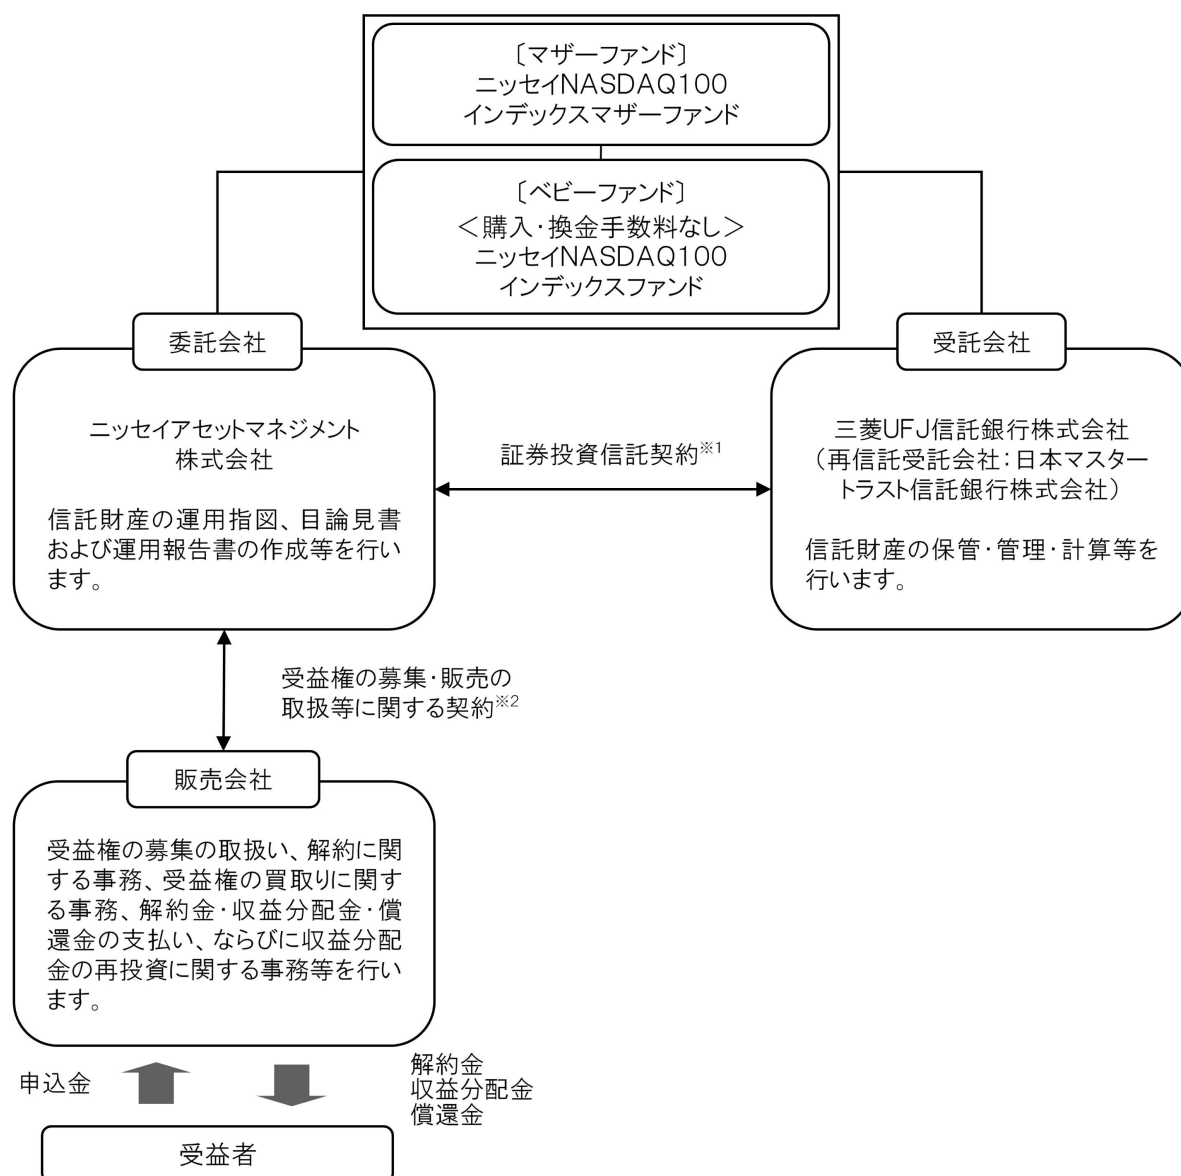 〔マザーファンド〕
ニッセイNASDAQ100
インデックスマザーファンド
〔ベビーファンド〕
＜購入・換金手数料なし＞
ニッセイNASDAQ100
インデックスファンド
委託会社
ニッセイアセットマネジメント
株式会社
信託財産の運用指図、目論見書
および運用報告書の作成等を行い
ます。
証券投資信託契約※1
受託会社
三菱UFJ信託銀行株式会社
（再信託受託会社：日本マスター
トラスト信託銀行株式会社）
信託財産の保管・管理・計算等を
行います。
受益権の募集・販売の
取扱等に関する契約※2
販売会社
受益権の募集の取扱い、解約に関
する事務、受益権の買取りに関す
る事務、解約金・収益分配金・償
還金の支払い、ならびに収益分配
金の再投資に関する事務等を行い
ます。
申込金
解約金
収益分配金
償還金
受益者